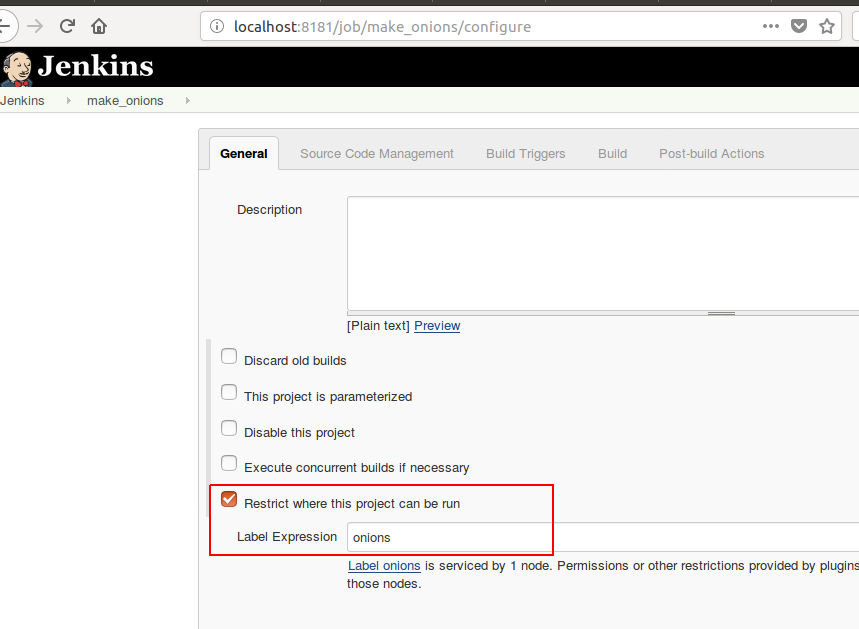 localhost:8181/job/make_onions/configure
Jenkins
Jenkins make_onions
General Source Code Management Build Triggers Build Post-build Actions
Description
[Plain text] Preview
Discard old builds
This project is parameterized
Disable this project
Execute concurrent builds if necessary
Restrict where this project can be run
Label Expression onions
Label onions is serviced by 1 node. Permissions or other restrictions provided by plugins
those nodes.